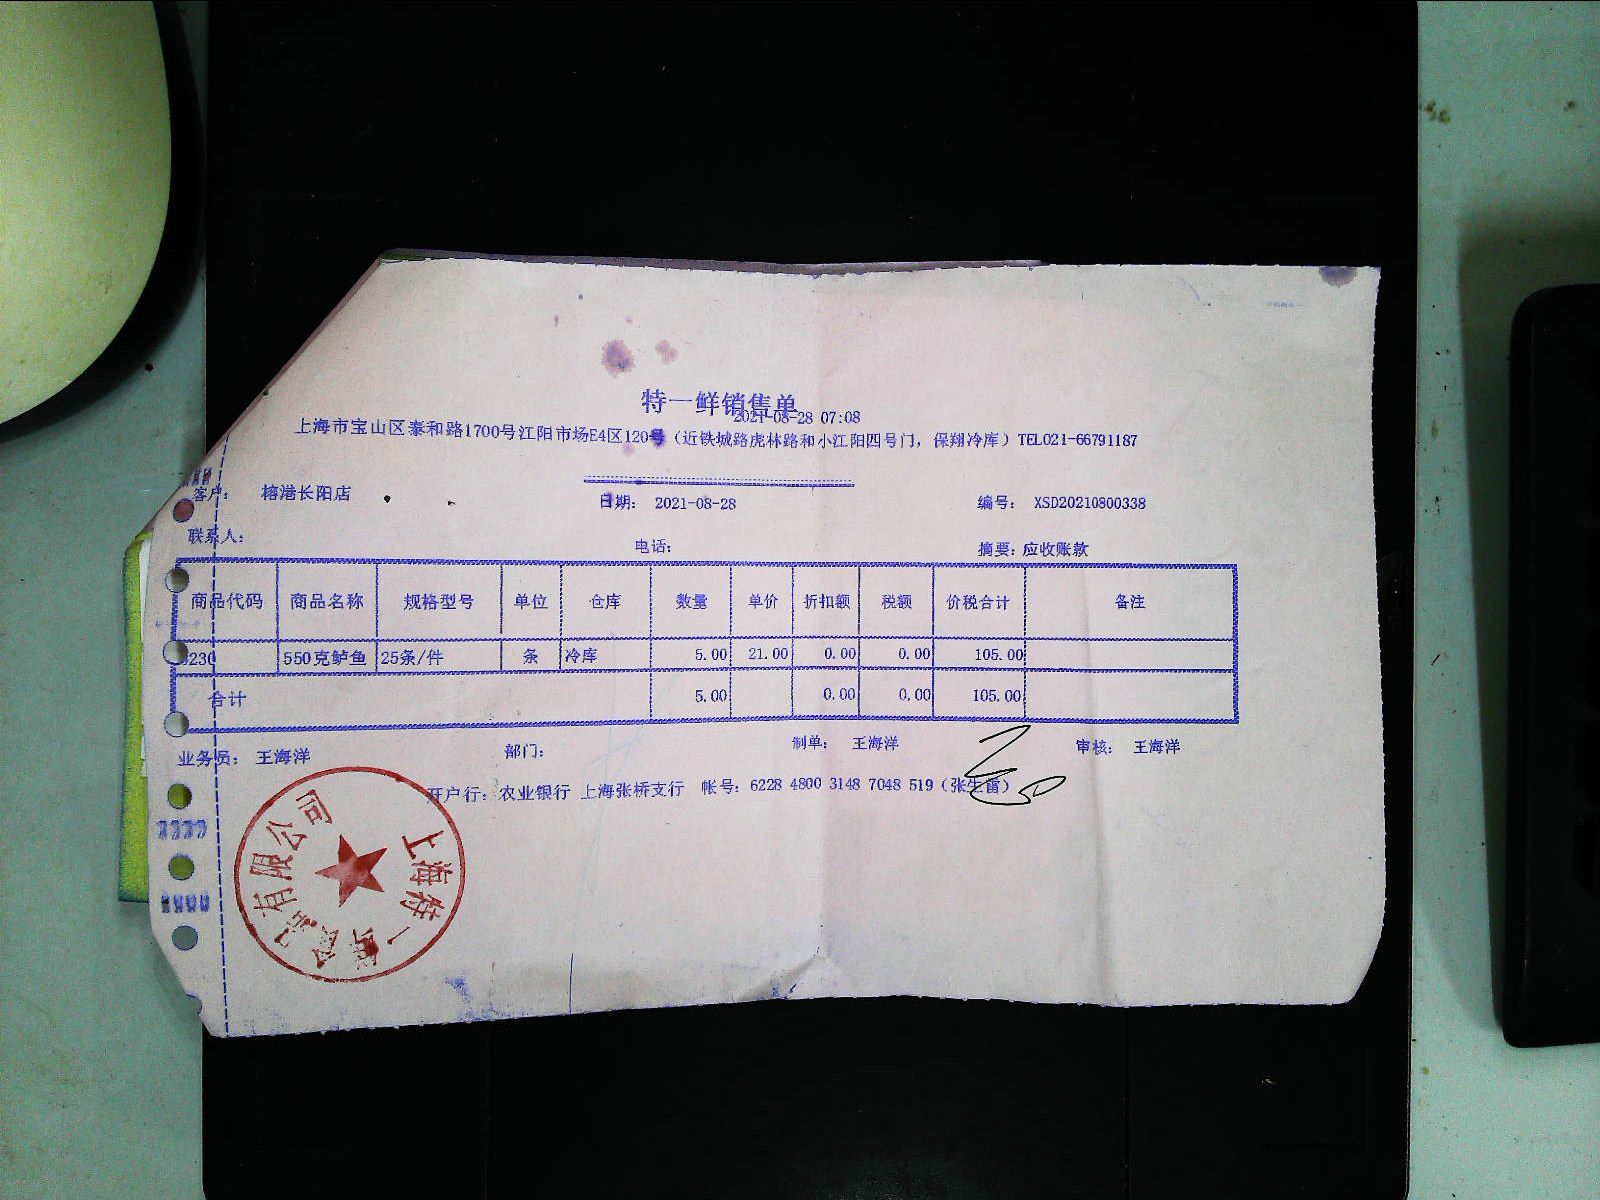 特一鲜销售单
2021-08-28 07:08
上海市宝山区泰和路1700号江阳市场E4区120号（近铁城路虎林路和小江阳四号门，保翔冷库）TEL021-66791187
客户： 榕港长阳店 日期： 2021-08-28 编号： XSD20210800338
联系人： 电话： 摘要：应收账款
商品代码 商品名称 规格型号 单位 仓库 数量 单价 折扣额 税额 价税合计 备注
230 550克鲈鱼 25条/件 条 冷库 5.00 21.00 0.00 0.00 105.00
合计 5.00 0.00 0.00 105.00
业务员： 王海洋 部门： 制单： 王海洋 审核： 王海洋
开户行：农业银行 上海张桥支行 帐号：6228 4800 3148 7048 519（张生雷）
上海特一鲜食品有限公司